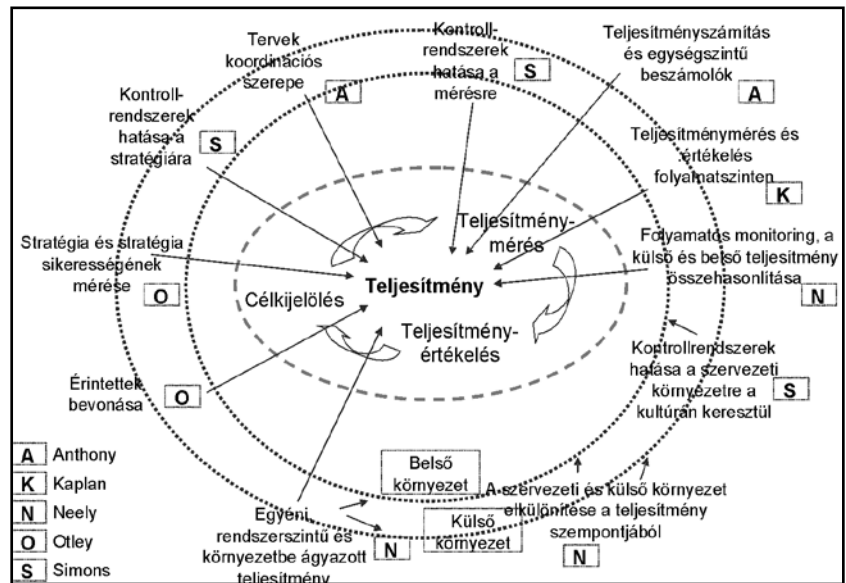 Tervek
koordinációs
szerepe
A
Kontroll-
rendszerek
hatása a
mérésre
S
Teljesítményszámítás
és egységszintű
beszámolók
A
Kontroll-
rendszerek
hatása a
stratégiára
S
Teljesítménymérés és
értékelés
folyamatszinten
K
Stratégia és stratégia
sikerességének
mérése
O
Teljesítmény-
mérés
Folyamatos monitoring, a
külső és belső teljesítmény
összehasonlítása
N
Teljesítmény
Célkijelölés
Teljesítmény-
értékelés
Kontrollrendszerek
hatása a szervezeti
környezetre a
kultúrán keresztül
S
Érintettek
bevonása
O
Belső
környezet
Külső
környezet
A szervezeti és külső környezet
elkülönítése a teljesítmény
szempontjából
N
Egyéni,
rendszerszintű és
környezetbe ágyazott
teljesítmény
N
A Anthony
K Kaplan
N Neely
O Otley
S Simons